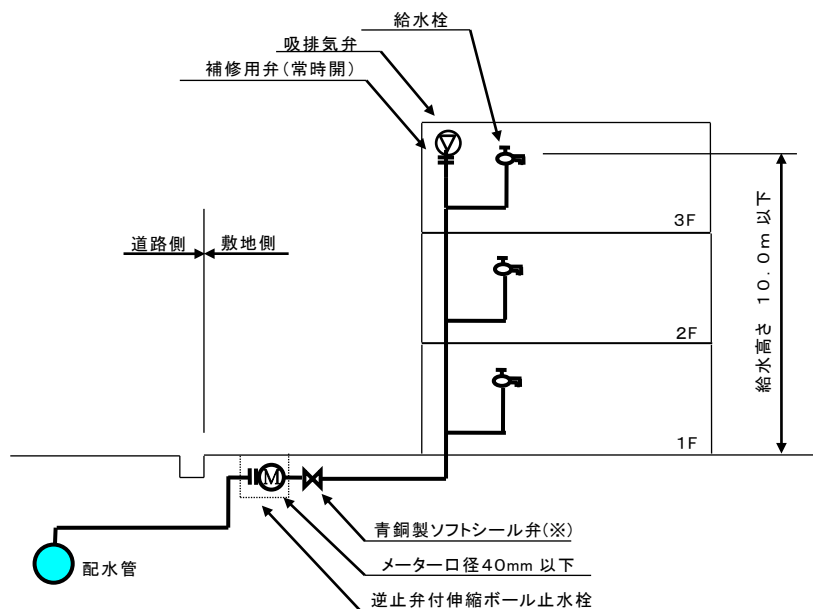 給水栓
吸排気弁
補修用弁(常時開)
3F
道路側
敷地側
給水高さ 10.0m 以下
2F
1F
M
青銅製ソフトシール弁(※)
メーター口径40mm 以下
配水管
逆止弁付伸縮ボール止水栓